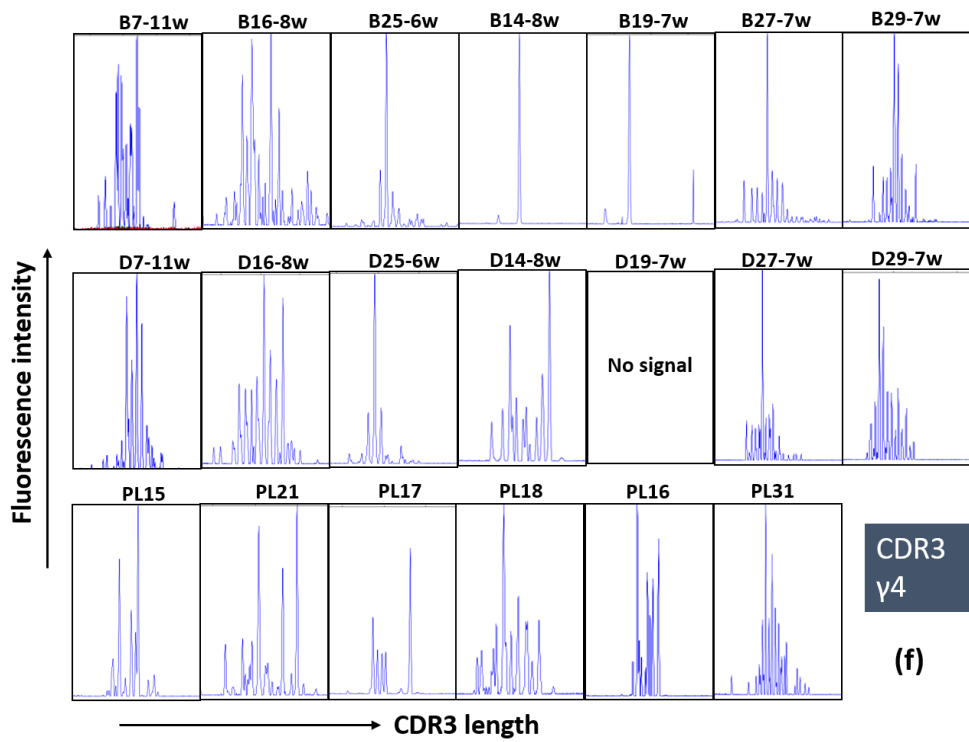 B7-11w B16-8w B25-6w B14-8w B19-7w B27-7w B29-7w
D7-11w D16-8w D25-6w D14-8w D19-7w D27-7w D29-7w
No signal
PL15 PL21 PL17 PL18 PL16 PL31
Fluorescence intensity
CDR3 length
CDR3
γ4
(f)